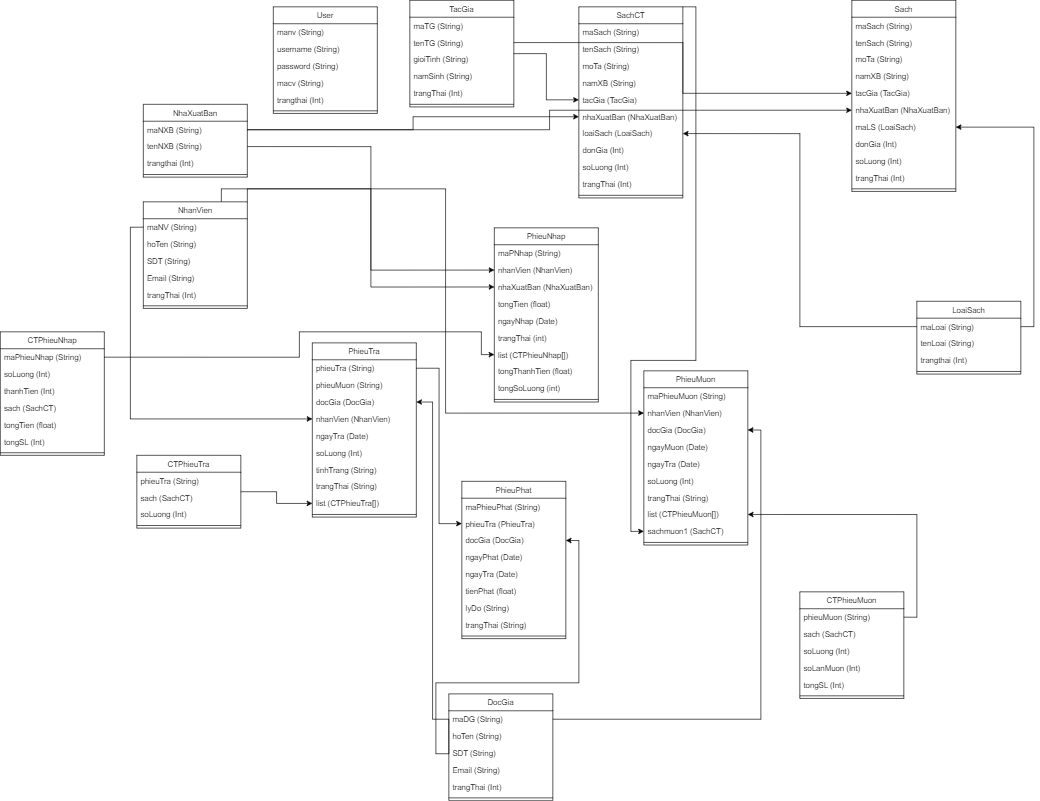 User
manv (String)
username (String)
password (String)
macv (String)
trangthai (Int)
TacGia
maTG (String)
tenTG (String)
gioiTinh (String)
namSinh (String)
trangThai (Int)
SachCT
maSach (String)
tenSach (String)
moTa (String)
namXB (String)
tacGia (TacGia)
nhaXuatBan (NhaXuatBan)
loaiSach (LoaiSach)
donGia (Int)
soLuong (Int)
trangThai (Int)
Sach
maSach (String)
tenSach (String)
moTa (String)
namXB (String)
tacGia (TacGia)
nhaXuatBan (NhaXuatBan)
maLS (LoaiSach)
donGia (Int)
soLuong (Int)
trangThai (Int)
NhaXuatBan
maNXB (String)
tenNXB (String)
trangthai (Int)
NhanVien
maNV (String)
hoTen (String)
SDT (String)
Email (String)
trangThai (Int)
PhieuNhap
maPNhap (String)
nhanVien (NhanVien)
nhaXuatBan (NhaXuatBan)
tongTien (float)
ngayNhap (Date)
trangThai (int)
list (CTPhieuNhap[])
tongThanhTien (float)
tongSoLuong (int)
LoaiSach
maLoai (String)
tenLoai (String)
trangthai (Int)
CTPhieuNhap
maPhieuNhap (String)
soLuong (Int)
thanhTien (Int)
sach (SachCT)
tongTien (float)
tongSL (Int)
PhieuTra
phieuTra (String)
phieuMuon (String)
docGia (DocGia)
nhanVien (NhanVien)
ngayTra (Date)
soLuong (Int)
tinhTrang (String)
trangThai (String)
list (CTPhieuTra[])
PhieuMuon
maPhieuMuon (String)
nhanVien (NhanVien)
docGia (DocGia)
ngayMuon (Date)
ngayTra (Date)
soLuong (Int)
trangThai (String)
list (CTPhieuMuon[])
sachmuon1 (SachCT)
CTPhieuTra
phieuTra (String)
sach (SachCT)
soLuong (Int)
PhieuPhat
maPhieuPhat (String)
phieuTra (PhieuTra)
docGia (DocGia)
ngayPhat (Date)
ngayTra (Date)
tienPhat (float)
lyDo (String)
trangThai (String)
CTPhieuMuon
phieuMuon (String)
sach (SachCT)
soLuong (Int)
soLanMuon (Int)
tongSL (Int)
DocGia
maDG (String)
hoTen (String)
SDT (String)
Email (String)
trangThai (Int)